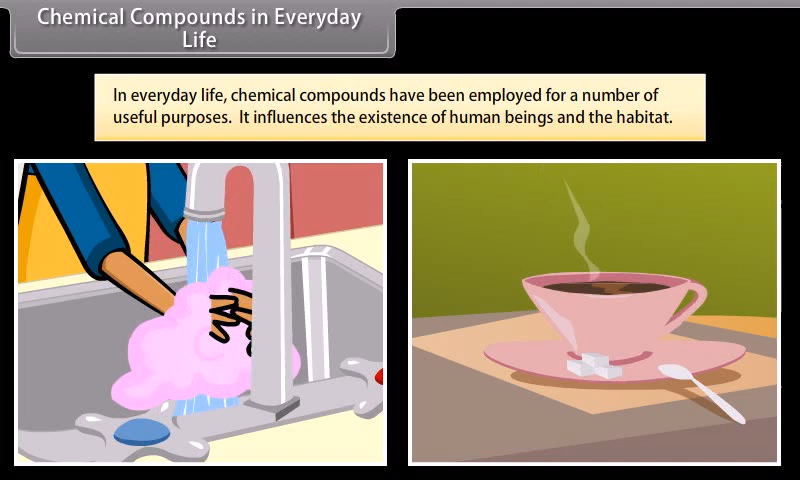 Chemical Compounds in Everyday
Life
In everyday life, chemical compounds have been employed for a number of
useful purposes.  It influences the existence of human beings and the habitat.